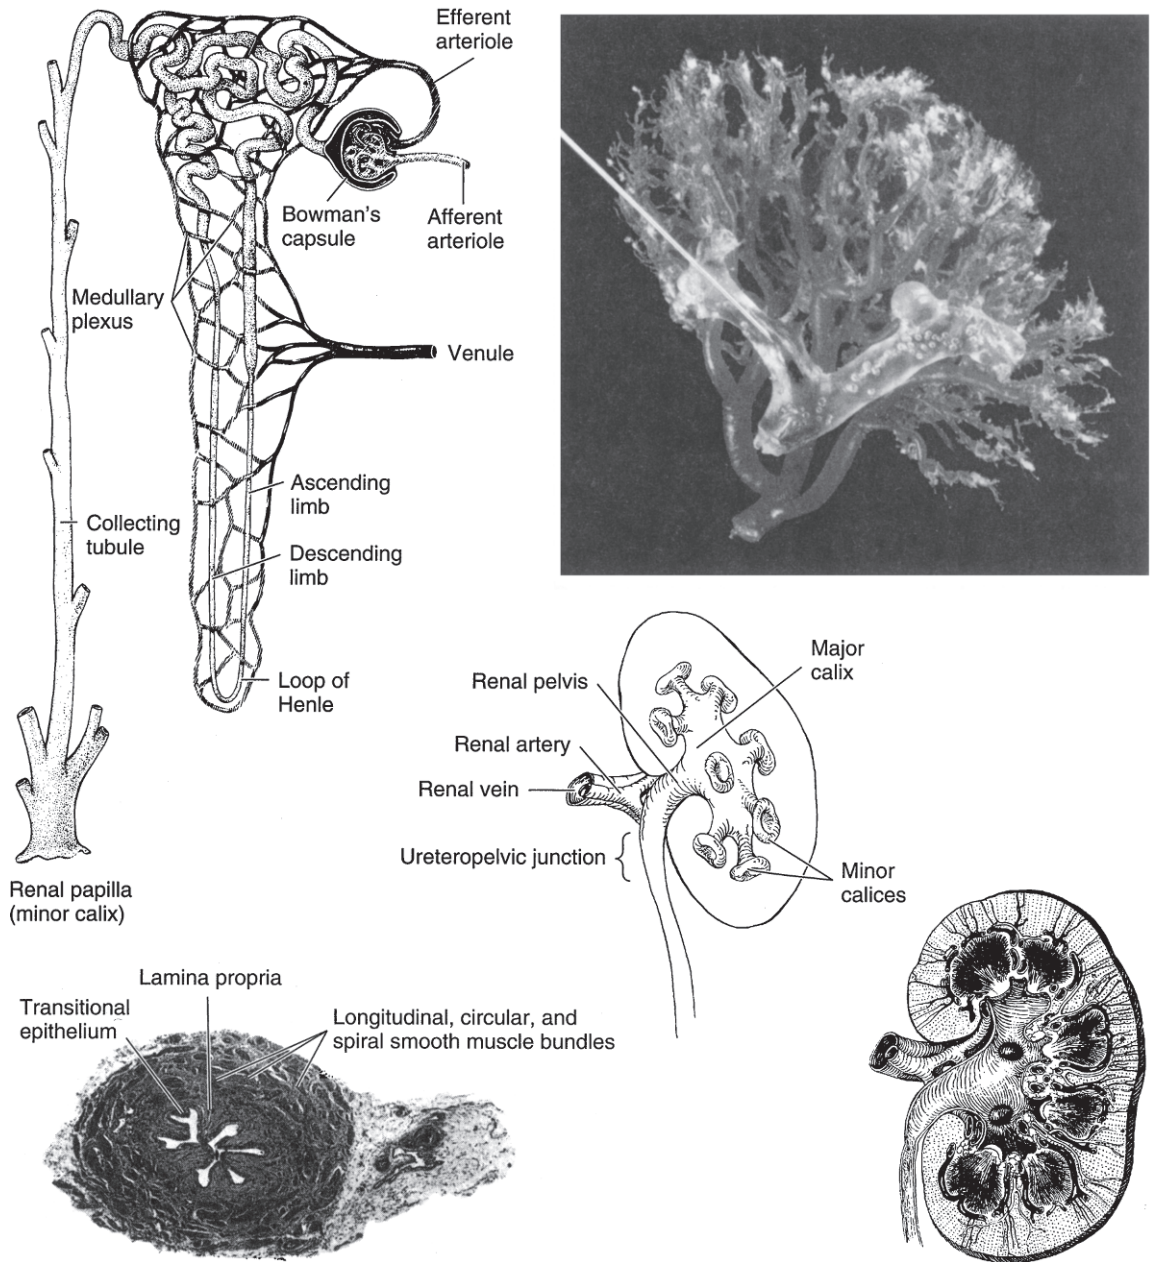 Efferent
arteriole
Bowman's
capsule
Afferent
arteriole
Medullary
plexus
Venule
Ascending
limb
Collecting
tubule
Descending
limb
Loop of
Henle
Renal papilla
(minor calix)
Major
calix
Renal pelvis
Renal artery
Renal vein
Ureteropelvic junction
Minor
calices
Lamina propria
Transitional
epithelium
Longitudinal, circular, and
spiral smooth muscle bundles